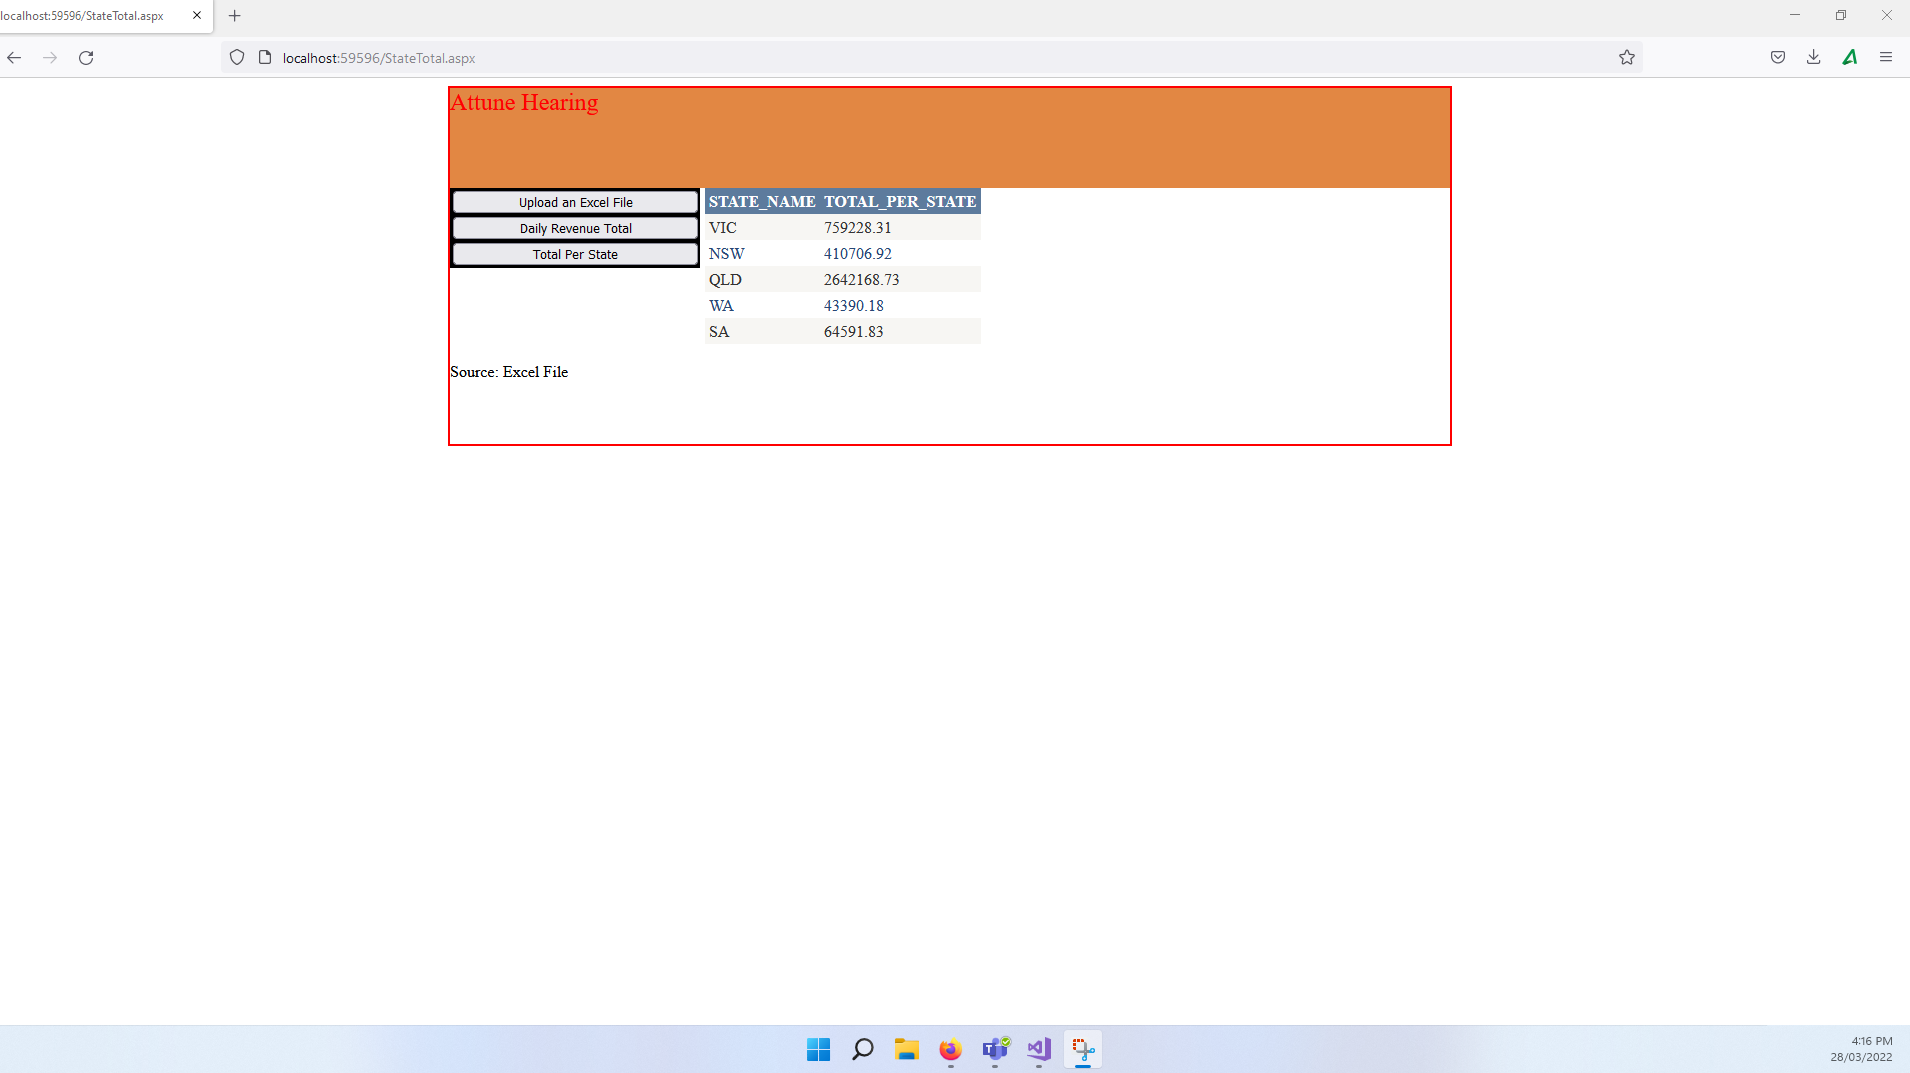 localhost:59596/StateTotal.aspx
localhost:59596/StateTotal.aspx
Attune Hearing
Upload an Excel File
Daily Revenue Total
Total Per State
STATE_NAME TOTAL_PER_STATE
VIC 759228.31
NSW 410706.92
QLD 2642168.73
WA 43390.18
SA 64591.83
Source: Excel File
4:16 PM
28/03/2022